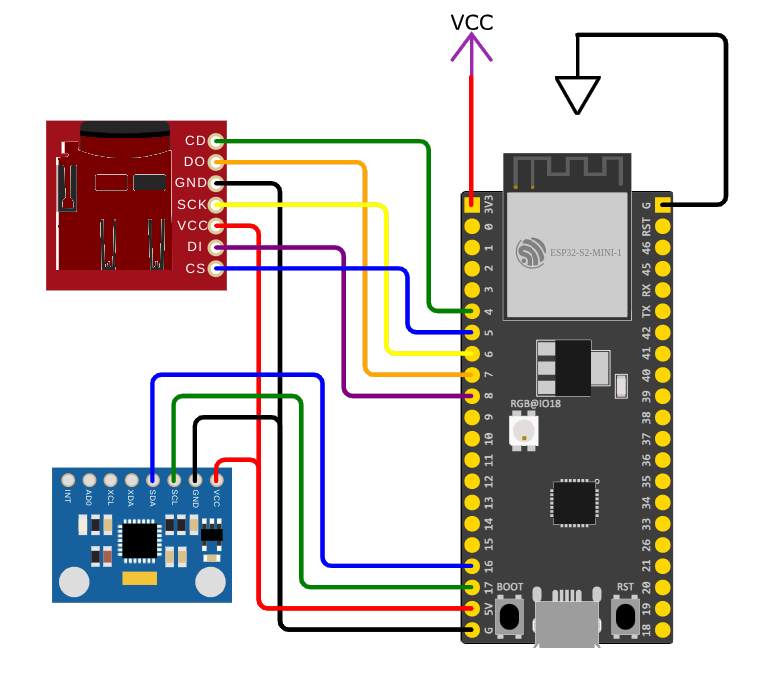 VCC
CD
DO
GND
SCK
VCC
DI
CS
ESP32-S2-MINI-1
3V3
0
1
2
3
4
5
6
7
8
9
10
11
12
13
14
15
16
17
5V
G
G
RST
46
45
RX
TX
42
41
40
39
38
37
36
35
34
33
26
21
20
19
18
RGB@IO18
BOOT
RST
INT
AD0
XCL
XDA
SDA
SCL
GND
VCC